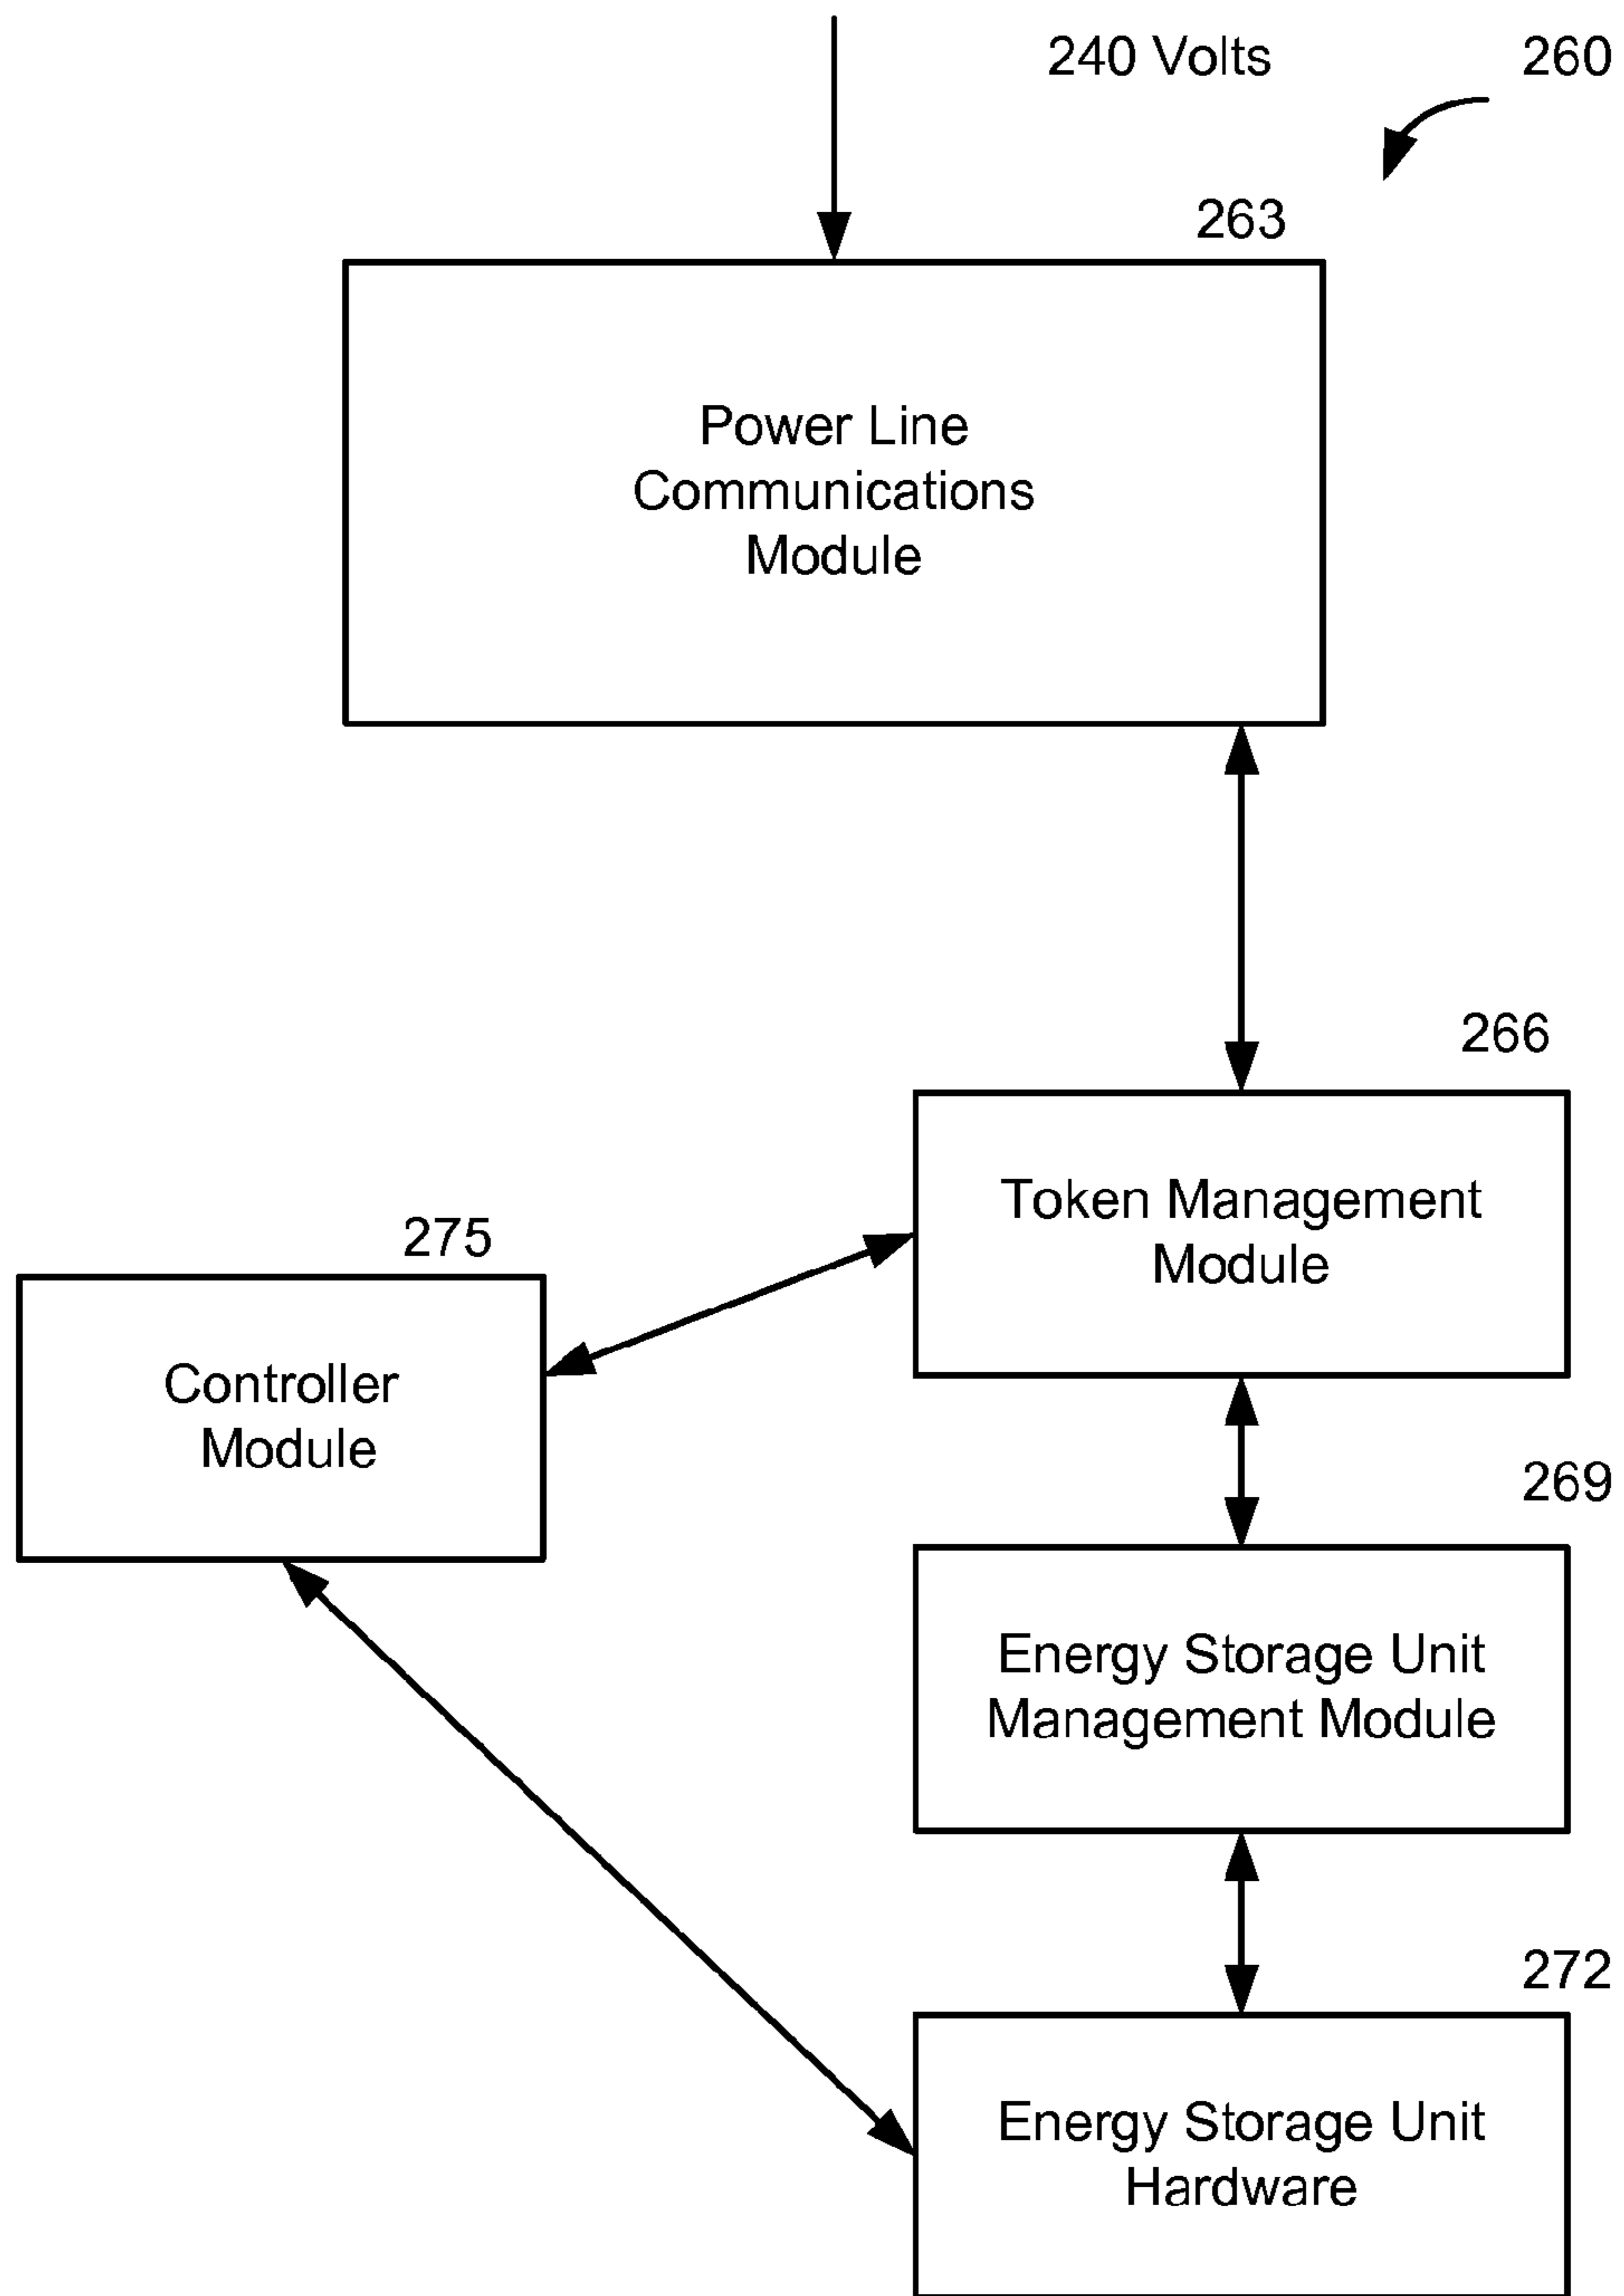 240 Volts
260
263
Power Line
Communications
Module
266
Token Management
Module
275
Controller
Module
269
Energy Storage Unit
Management Module
272
Energy Storage Unit
Hardware